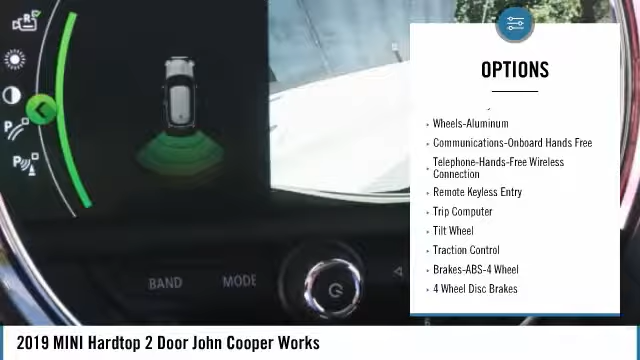 OPTIONS
Wheels-Aluminum
Communications-Onboard Hands Free
Telephone-Hands-Free Wireless
Connection
Remote Keyless Entry
Trip Computer
Tilt Wheel
Traction Control
Brakes-ABS-4 Wheel
4 Wheel Disc Brakes
R
P
P
BAND
MODE
2019 MINI Hardtop 2 Door John Cooper Works